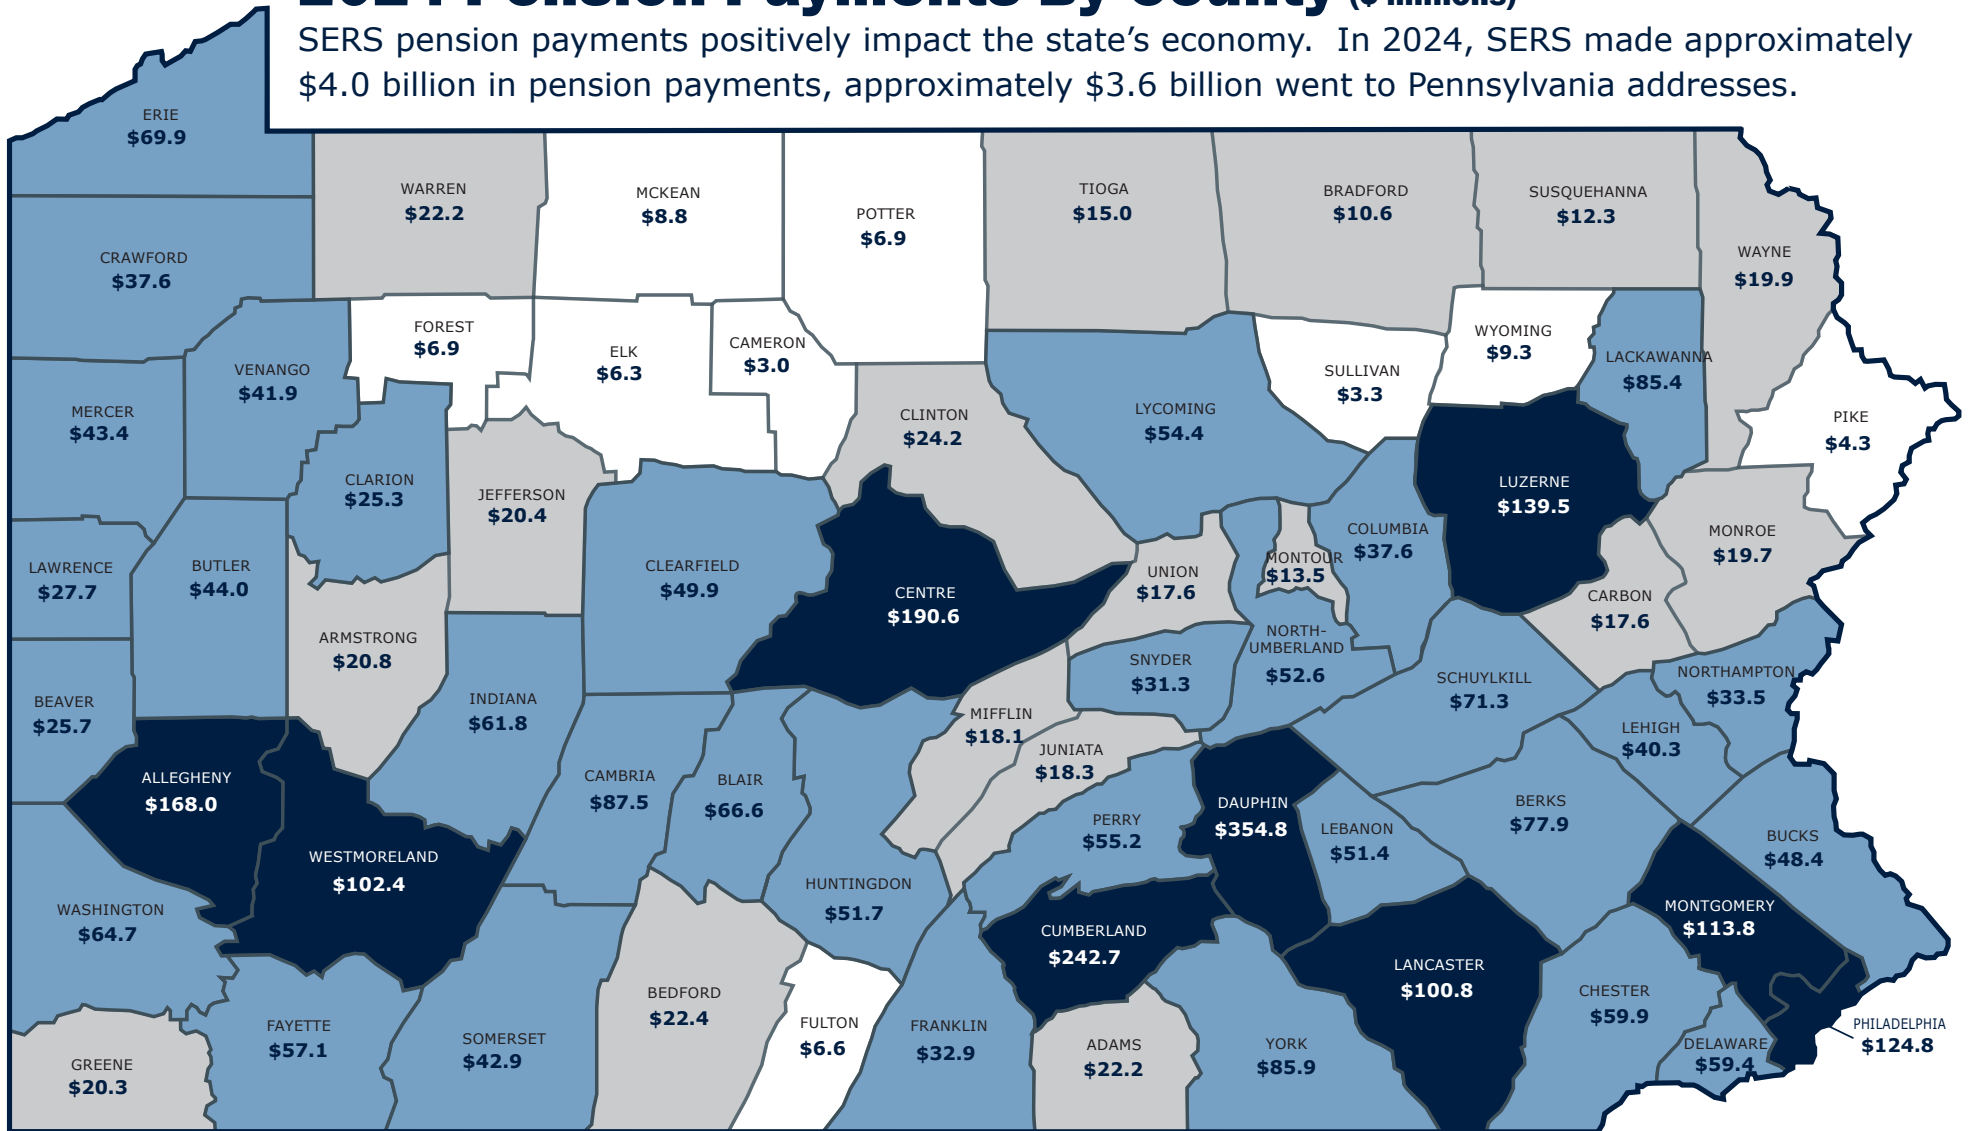 2024 Pension Payments By County ($ millions)
SERS pension payments positively impact the state's economy. In 2024, SERS made approximately
$4.0 billion in pension payments, approximately $3.6 billion went to Pennsylvania addresses.
ERIE
$69.9
WARREN
$22.2
MCKEAN
$8.8
POTTER
$6.9
TIOGA
$15.0
BRADFORD
$10.6
SUSQUEHANNA
$12.3
WAYNE
$19.9
CRAWFORD
$37.6
FOREST
$6.9
ELK
$6.3
CAMERON
$3.0
WYOMING
$9.3
SULLIVAN
$3.3
LACKAWANNA
$85.4
VENANGO
$41.9
MERCER
$43.4
CLINTON
$24.2
LYCOMING
$54.4
PIKE
$4.3
CLARION
$25.3
JEFFERSON
$20.4
LUZERNE
$139.5
COLUMBIA
$37.6
MONROE
$19.7
LAWRENCE
$27.7
BUTLER
$44.0
CLEARFIELD
$49.9
CENTRE
$190.6
UNION
$17.6
MONTOUR
$13.5
CARBON
$17.6
ARMSTRONG
$20.8
NORTH-
UMBERLAND
$52.6
SNYDER
$31.3
BEAVER
$25.7
INDIANA
$61.8
SCHUYLKILL
$71.3
NORTHAMPTON
$33.5
MIFFLIN
$18.1
JUNIATA
$18.3
LEHIGH
$40.3
ALLEGHENY
$168.0
CAMBRIA
$87.5
BLAIR
$66.6
DAUPHIN
$354.8
PERRY
$55.2
LEBANON
$51.4
BERKS
$77.9
BUCKS
$48.4
WESTMORELAND
$102.4
HUNTINGDON
$51.7
WASHINGTON
$64.7
CUMBERLAND
$242.7
MONTGOMERY
$113.8
LANCASTER
$100.8
BEDFORD
$22.4
CHESTER
$59.9
FAYETTE
$57.1
SOMERSET
$42.9
FULTON
$6.6
FRANKLIN
$32.9
ADAMS
$22.2
YORK
$85.9
PHILADELPHIA
$124.8
DELAWARE
$59.4
GREENE
$20.3